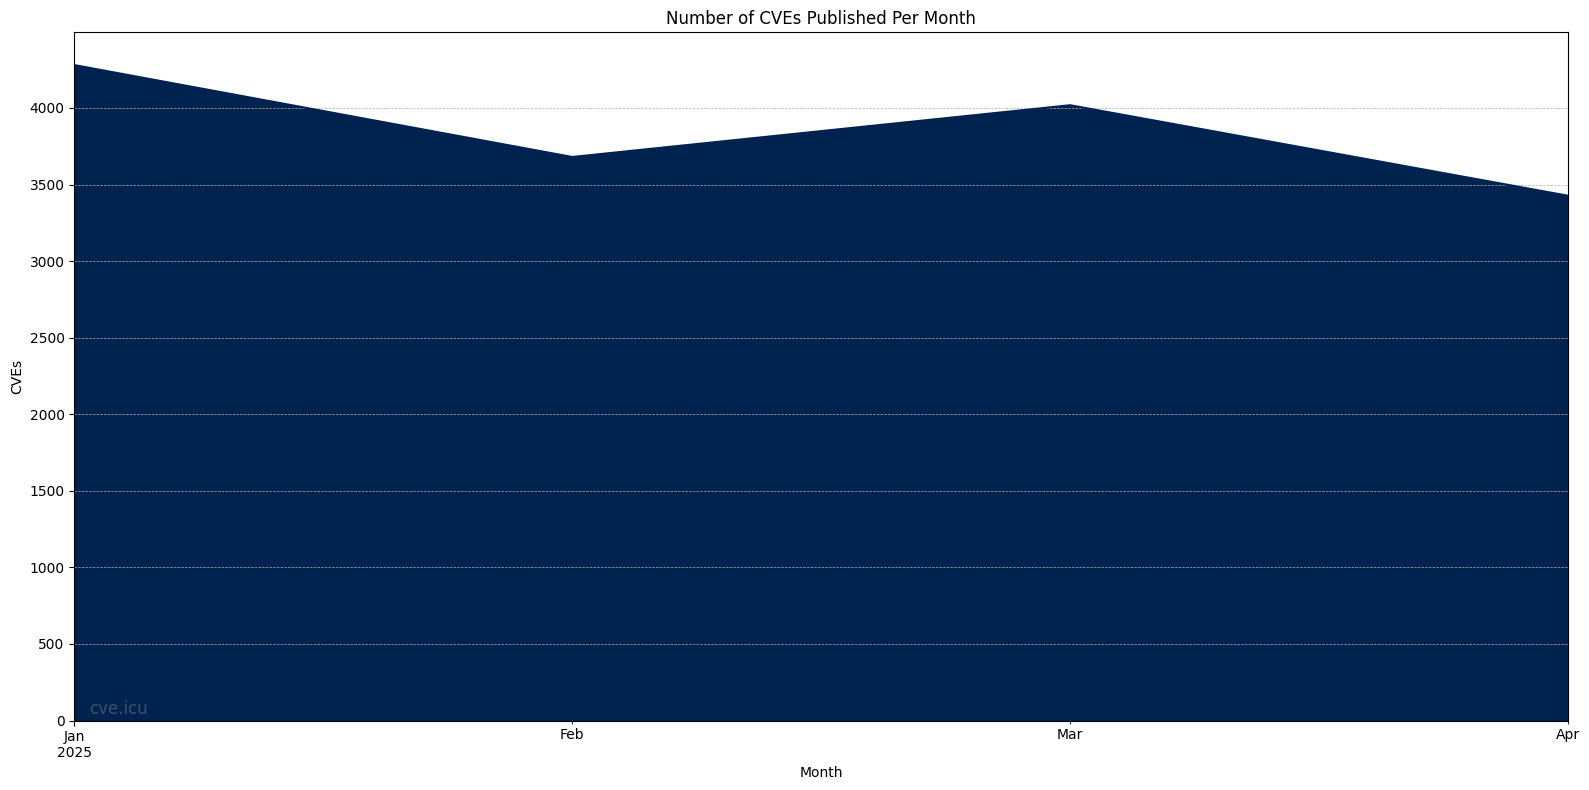 Number of CVEs Published Per Month
CVEs
4000
3500
3000
2500
2000
1500
1000
500
0
cve.icu
Jan
2025
Feb
Mar
Apr
Month